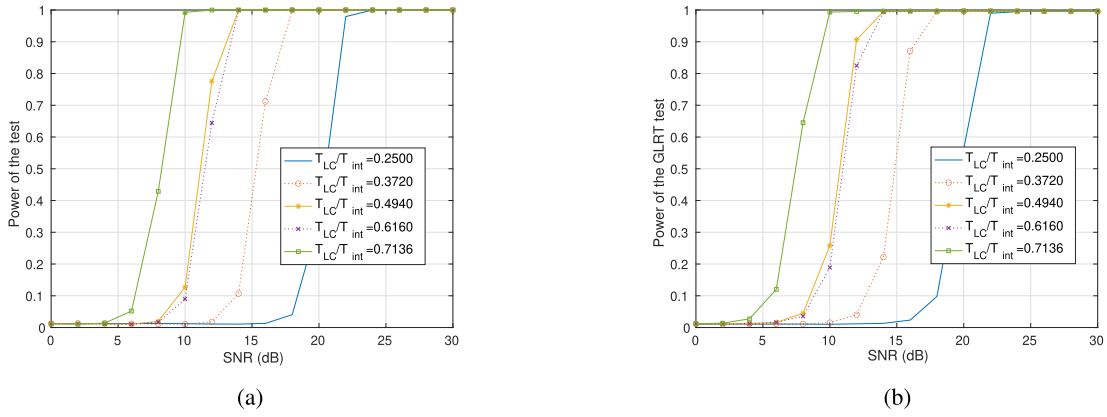 1
0.9
0.8
0.7
0.6
0.5
0.4
0.3
0.2
0.1
0
Power of the test
T_LC/T_int=0.2500
T_LC/T_int=0.3720
T_LC/T_int=0.4940
T_LC/T_int=0.6160
T_LC/T_int=0.7136
0 5 10 15 20 25 30
SNR (dB)
(a)
1
0.9
0.8
0.7
0.6
0.5
0.4
0.3
0.2
0.1
0
Power of the GLRT test
T_LC/T_int=0.2500
T_LC/T_int=0.3720
T_LC/T_int=0.4940
T_LC/T_int=0.6160
T_LC/T_int=0.7136
0 5 10 15 20 25 30
SNR (dB)
(b)